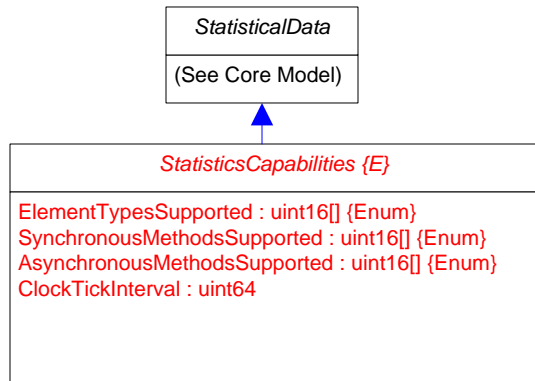 StatisticalData
(See Core Model)
StatisticsCapabilities {E}
ElementTypesSupported : uint16[] {Enum}
SynchronousMethodsSupported : uint16[] {Enum}
AsynchronousMethodsSupported : uint16[] {Enum}
ClockTickInterval : uint64